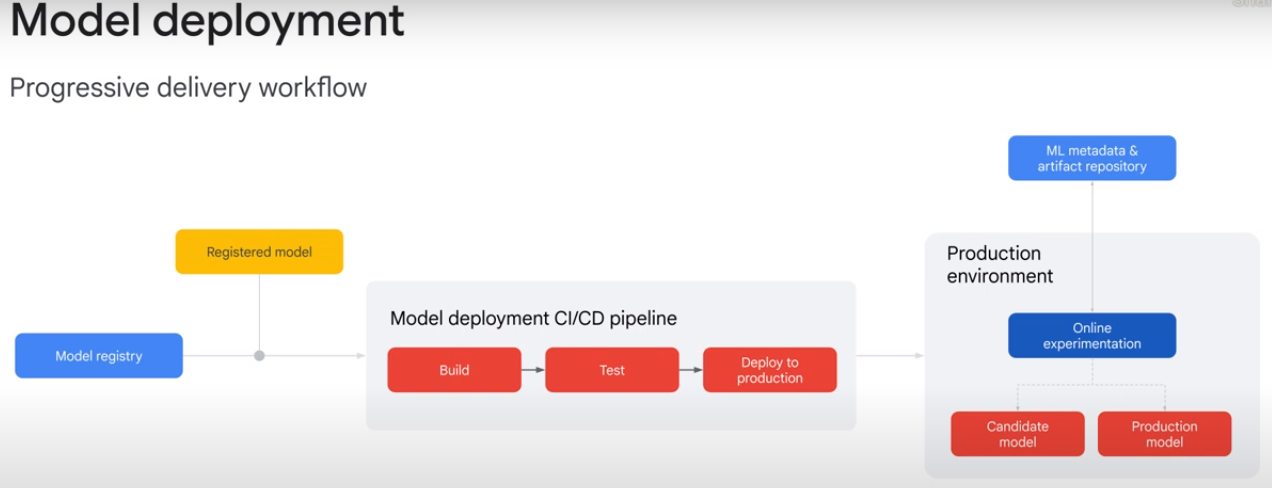 Model deployment
Progressive delivery workflow
ML metadata &
artifact repository
Registered model
Production
environment
Model deployment CI/CD pipeline
Online
experimentation
Model registry
Build
Test
Deploy to
production
Candidate
model
Production
model